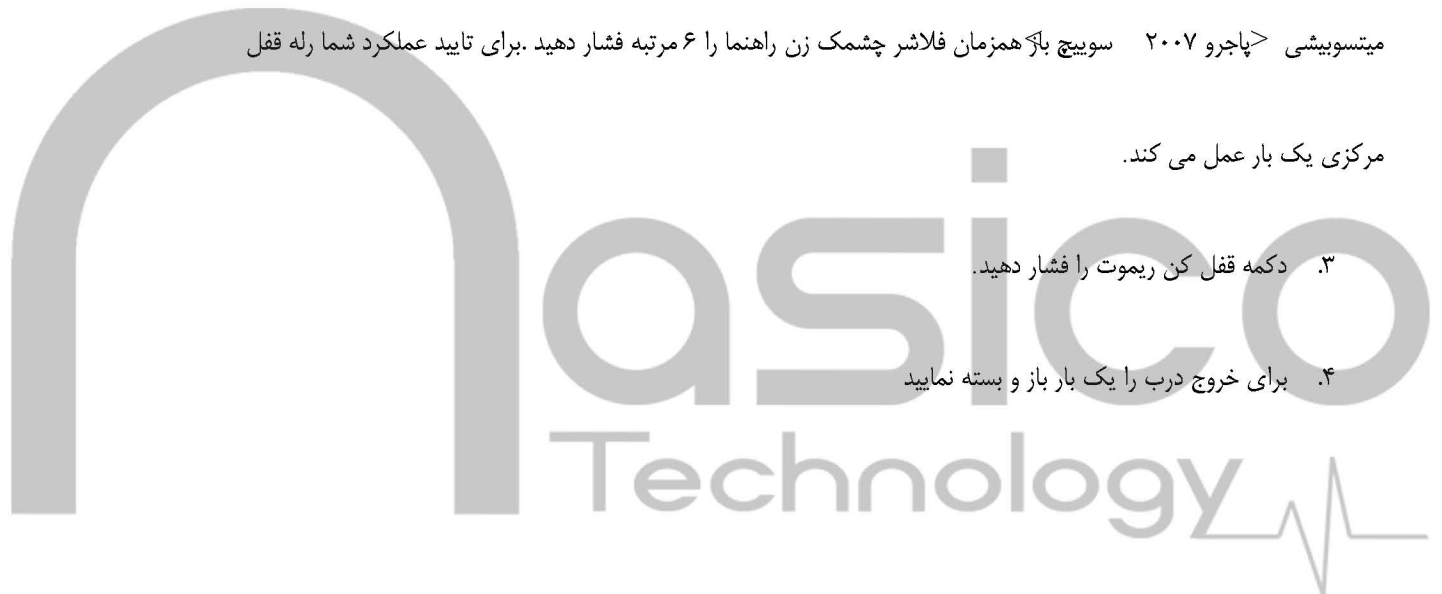 میتسوبیشی <پاجرو ۲۰۰۷ سوییچ باز> همزمان فلاشر چشمک زن راهنما را ۶ مرتبه فشار دهید .برای تایید عملکرد شما رله قفل
مرکزی یک بار عمل می کند.
۳. دکمه قفل کن ریموت را فشار دهید.
۴. برای خروج درب را یک بار باز و بسته نمایید
nasico
Technology